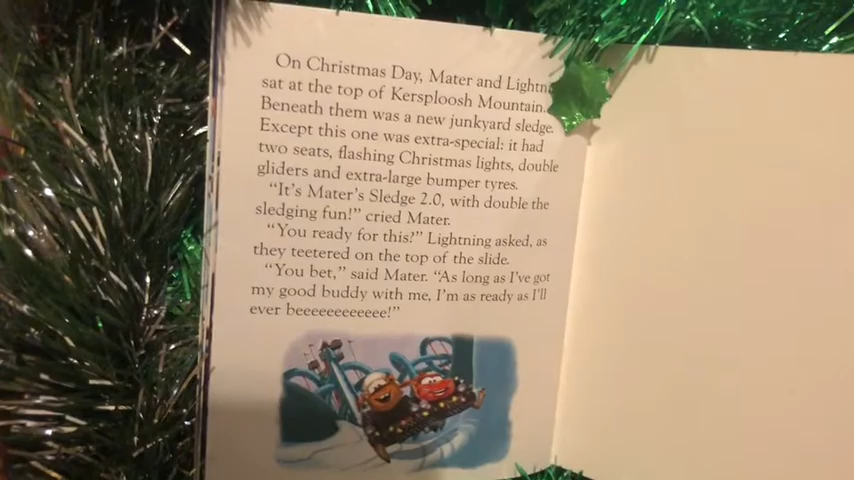 On Christmas Day, Mater and Lightn
sat at the top of Kersploosh Mountain.
Beneath them was a new junkyard sledge.
Except this one was extra-special: it had
two seats, flashing Christmas lights, double
gliders and extra-large bumper tyres.
“It's Mater's Sledge 2.0, with double the
sledging fun!” cried Mater.
“You ready for this?” Lightning asked, as
they teetered on the top of the slide.
“You bet,” said Mater. “As long as I've got
my good buddy with me, I'm as ready as I'll
ever beeeeeeeeeeee!”